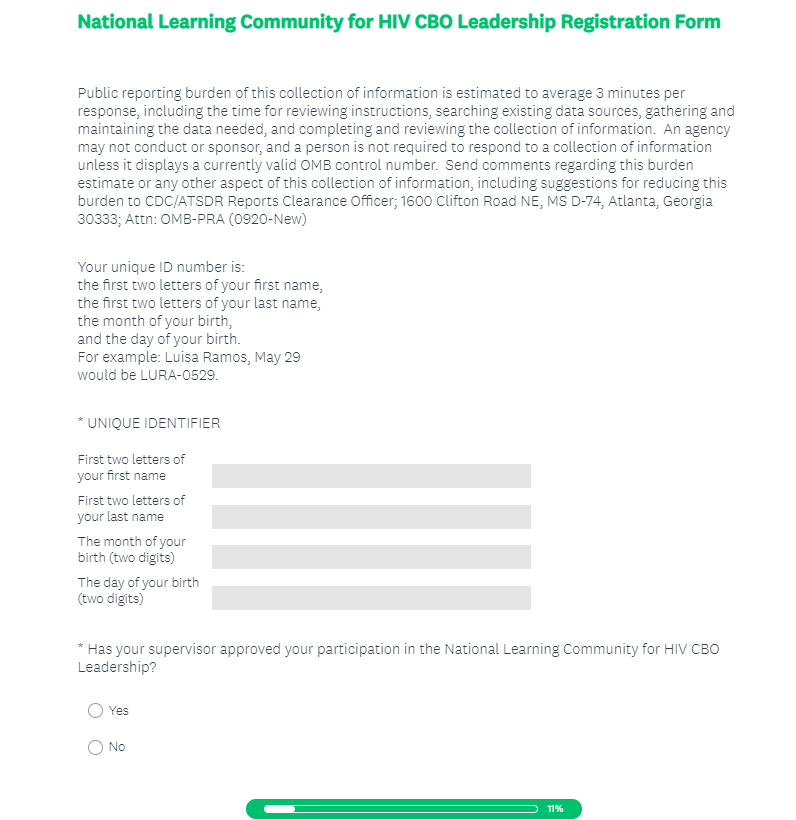 National Learning Community for HIV CBO Leadership Registration Form
Public reporting burden of this collection of information is estimated to average 3 minutes per
response, including the time for reviewing instructions, searching existing data sources, gathering and
maintaining the data needed, and completing and reviewing the collection of information.  An agency
may not conduct or sponsor, and a person is not required to respond to a collection of information
unless it displays a currently valid OMB control number.  Send comments regarding this burden
estimate or any other aspect of this collection of information, including suggestions for reducing this
burden to CDC/ATSDR Reports Clearance Officer; 1600 Clifton Road NE, MS D-74, Atlanta, Georgia
30333; Attn: OMB-PRA (0920-New)
Your unique ID number is:
the first two letters of your first name,
the first two letters of your last name,
the month of your birth,
and the day of your birth.
For example: Luisa Ramos, May 29
would be LURA-0529.
* UNIQUE IDENTIFIER
First two letters of
your first name
First two letters of
your last name
The month of your
birth (two digits)
The day of your birth
(two digits)
* Has your supervisor approved your participation in the National Learning Community for HIV CBO
Leadership?
Yes
No
11%